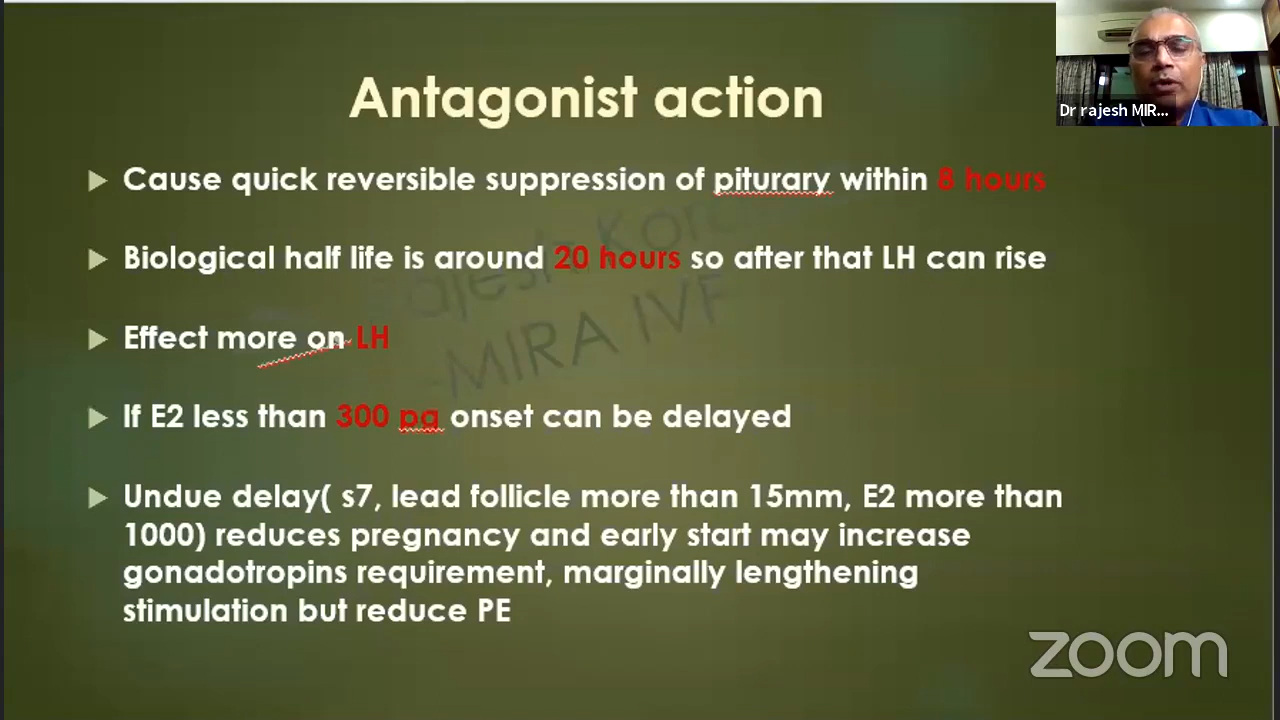 Antagonist action
Dr rajesh MIR...
Cause quick reversible suppression of piturary within 8 hours
Biological half life is around 20 hours so after that LH can rise
Effect more on LH
If E2 less than 300 pg onset can be delayed
Undue delay( s7, lead follicle more than 15mm, E2 more than
1000) reduces pregnancy and early start may increase
gonadotropins requirement, marginally lengthening
stimulation but reduce PE
MIRA IVF
zoom